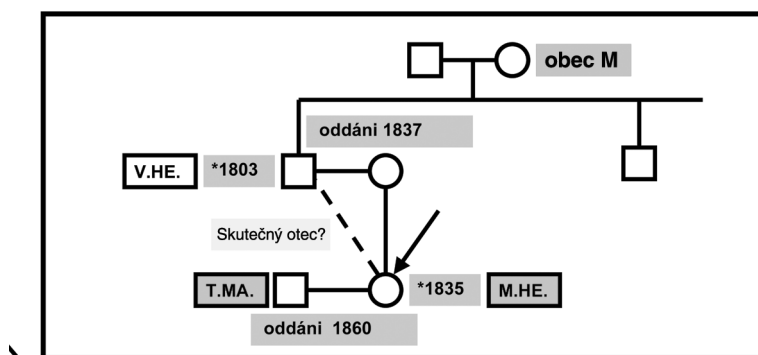 obec M
oddáni 1837
V.HE. *1803
Skutečný otec?
T.MA. *1835 M.HE.
oddáni 1860